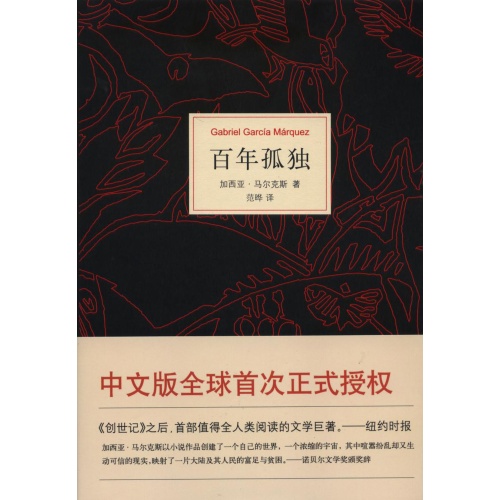 Gabriel García Márquez
百年孤独
加西亚·马尔克斯 著
范晔 译
中文版全球首次正式授权
《创世记》之后,首部值得全人类阅读的文学巨著。——纽约时报
加西亚·马尔克斯以小说作品创建了一个自己的世界,一个浓缩的宇宙,其中喧嚣纷乱却又生
动可信的现实,映射了一片大陆及其人民的富足与贫困。——诺贝尔文学奖颁奖辞